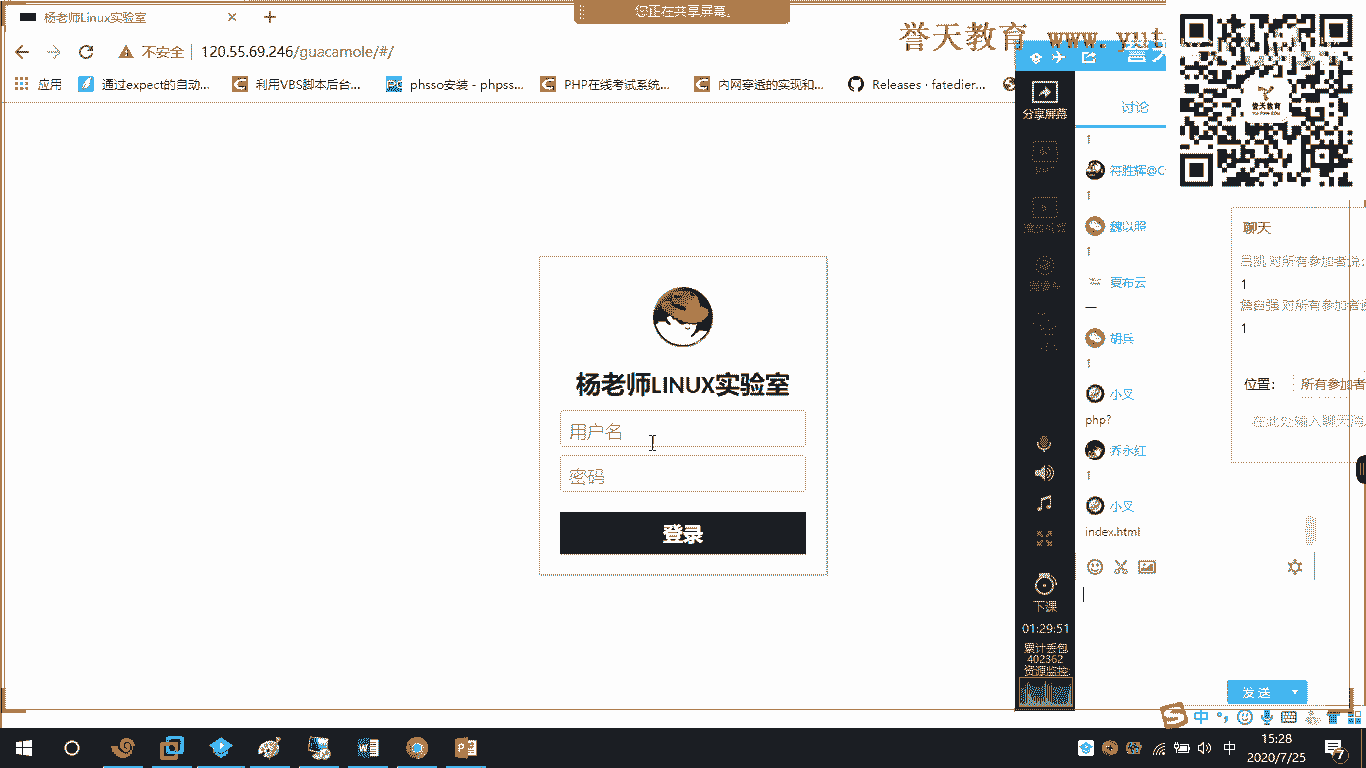 杨老师Linux实验室
您正在共享屏幕。
誉天教育 www.yut
不安全 120.55.69.246/guacamole/#/
应用 通过expect的自动... 利用VBS脚本后台... phsso安装 - phpss... PHP在线考试系统... 内网穿透的实现和... Releases · fatedier...
分享屏幕
讨论
1
符胜辉@C
1
魏以照
1
夏布云
一
胡兵
1
小叉
php?
乔永红
1
小叉
index.html
誉天教育
聊天
对所有参加者说:
1
对所有参加者说
1
位置: 所有参加者
在此处输入聊天消
杨老师LINUX实验室
用户名
密码
登录
下课
01:29:51
累计丢包
402362
资源监控:
发送
中
中
15:28
2020/7/25
7